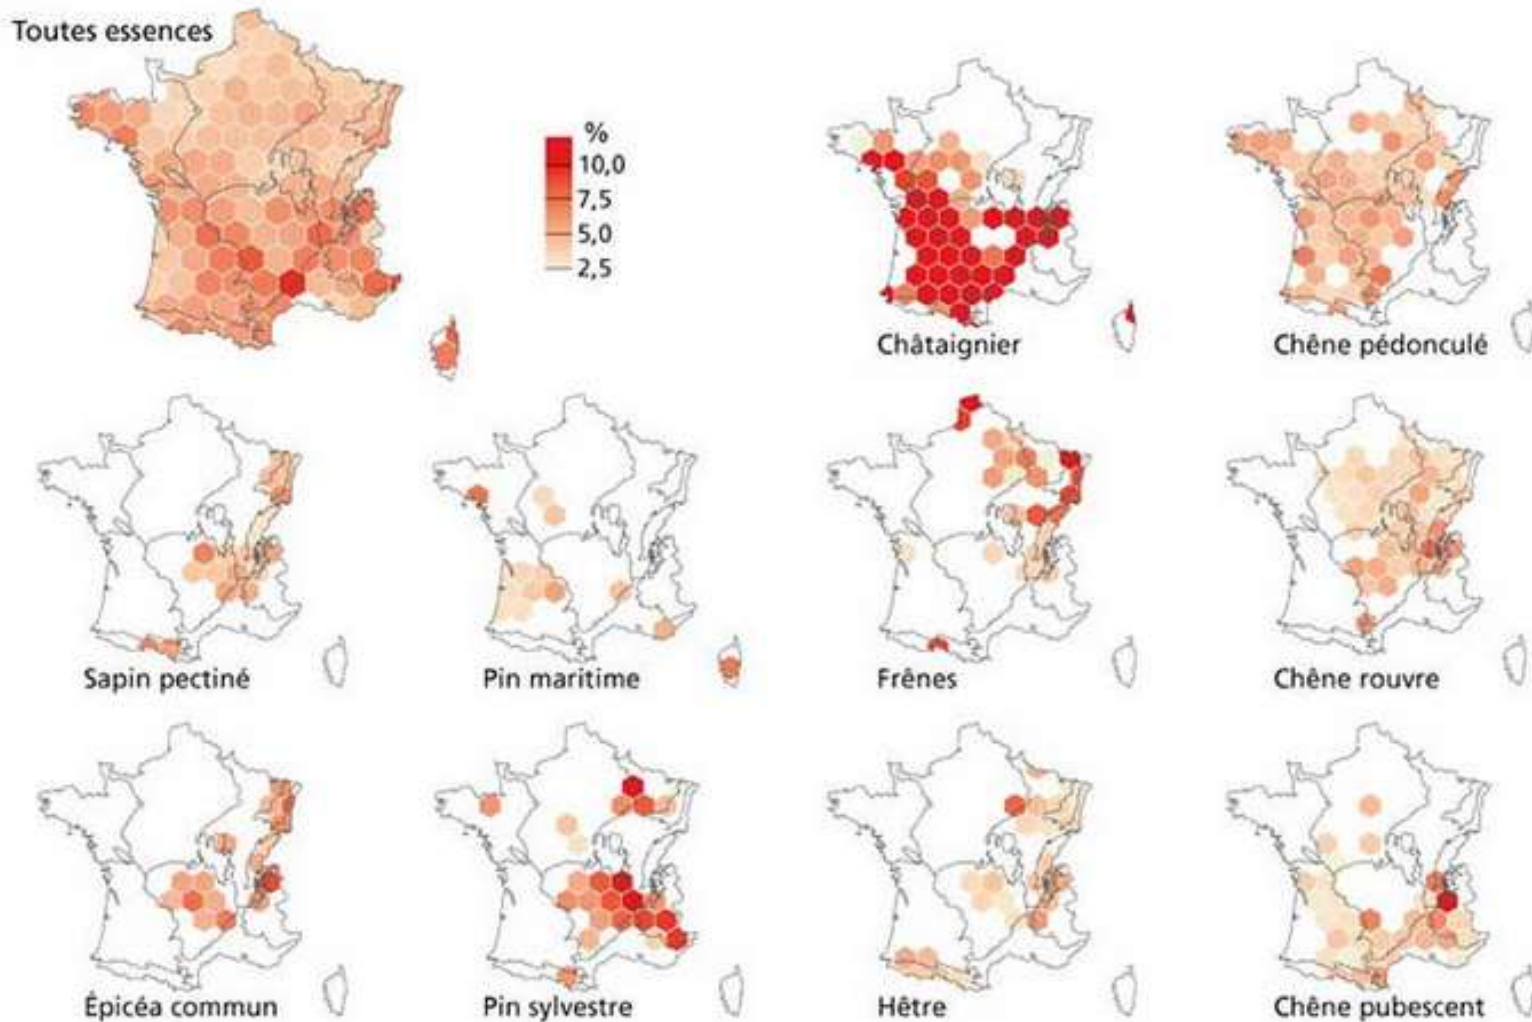 Toutes essences
%
10,0
7,5
5,0
2,5
Châtaignier
Chêne pédonculé
Sapin pectiné
Pin maritime
Frênes
Chêne rouvre
Épicéa commun
Pin sylvestre
Hêtre
Chêne pubescent